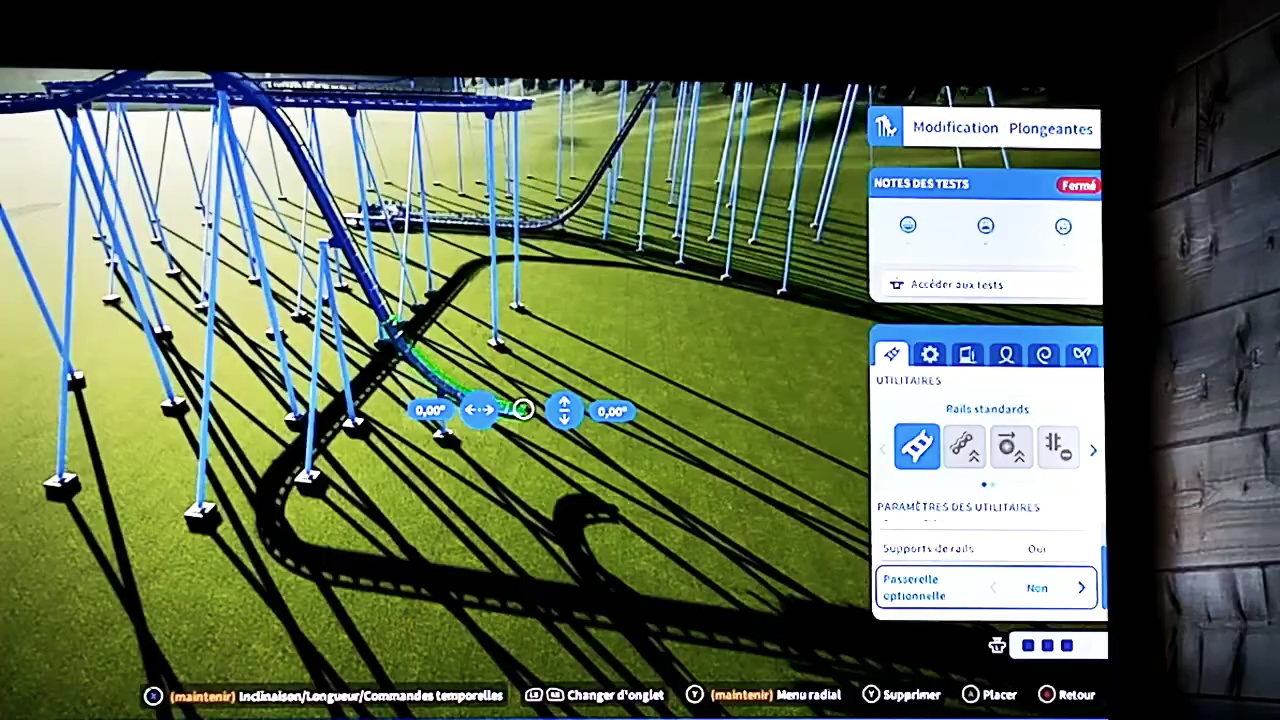 Modification Plongeantes
NOTES DES TESTS
Fermé
Accéder aux tests
UTILITAIRES
Rails standards
0,00°
0,00°
PARAMÈTRES DES UTILITAIRES
Supports de rails Oui
Passerelle
optionnelle
Non
X (maintenir) Inclinaison/Longueur/Commandes temporelles
LB RB Changer d'onglet
Y (maintenir) Menu radial
Y Supprimer
A Placer
B Retour